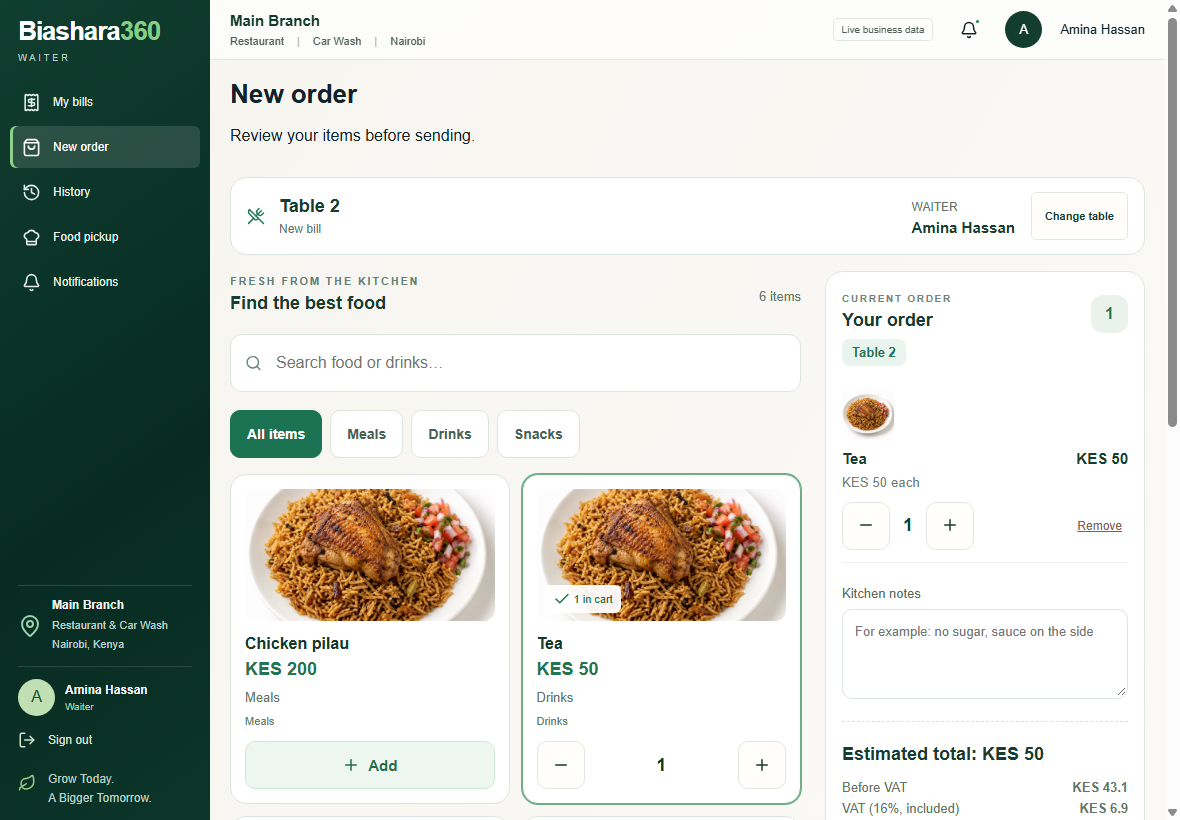 Biashara360
WAITER
My bills
New order
History
Food pickup
Notifications
Main Branch
Restaurant & Car Wash
Nairobi, Kenya
A
Amina Hassan
Waiter
Sign out
Grow Today.
A Bigger Tomorrow.
Main Branch
Restaurant | Car Wash | Nairobi
Live business data
A
Amina Hassan
New order
Review your items before sending.
Table 2
New bill
WAITER
Amina Hassan
Change table
FRESH FROM THE KITCHEN
Find the best food
6 items
Search food or drinks...
All items
Meals
Drinks
Snacks
Chicken pilau
KES 200
Meals
Meals
+ Add
1 in cart
Tea
KES 50
Drinks
Drinks
− 1 +
CURRENT ORDER
Your order
1
Table 2
Tea
KES 50
KES 50 each
− 1 +
Remove
Kitchen notes
For example: no sugar, sauce on the side
Estimated total: KES 50
Before VAT
KES 43.1
VAT (16%, included)
KES 6.9